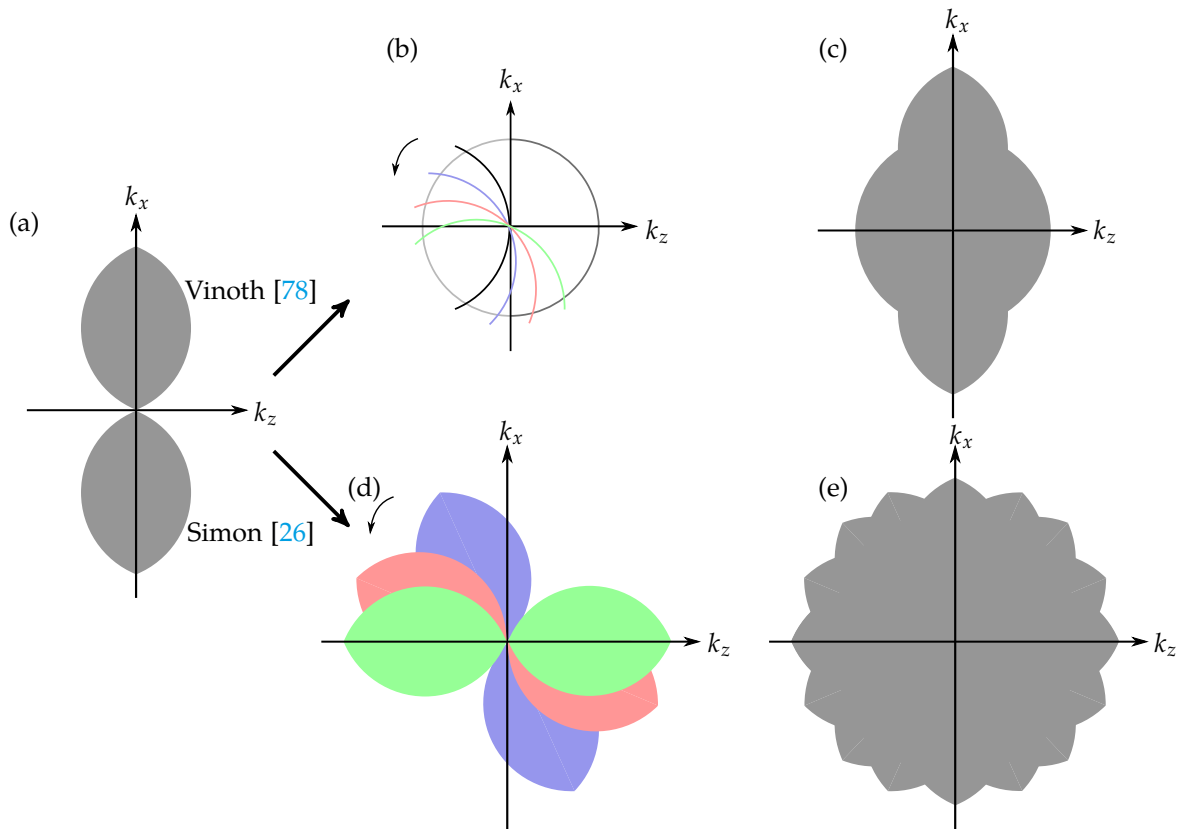 (a)
k_x
k_z
Vinoth [78]
Simon [26]
(b)
k_x
k_z
(c)
k_x
k_z
(d)
k_x
k_z
(e)
k_x
k_z